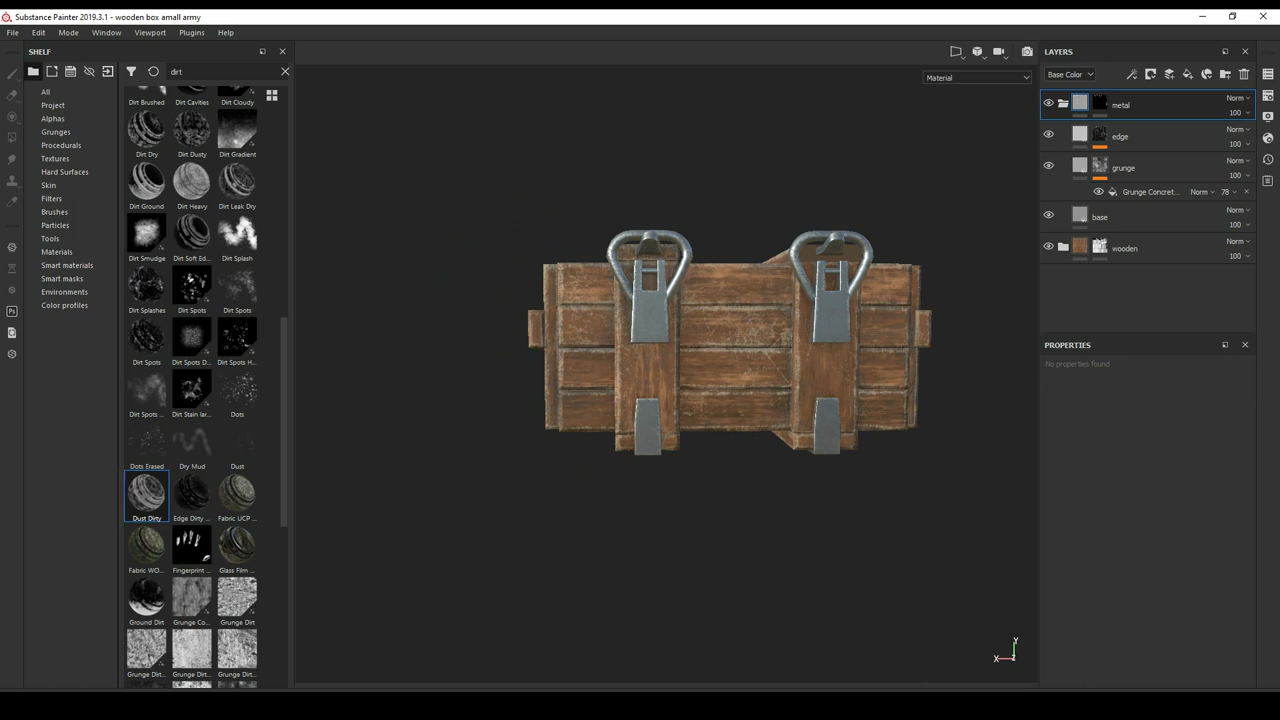 Substance Painter 2019.3.1 - wooden box amall army
File Edit Mode Window Viewport Plugins Help
SHELF
dirt
All
Project
Alphas
Grunges
Procedurals
Textures
Hard Surfaces
Skin
Filters
Brushes
Particles
Tools
Materials
Smart materials
Smart masks
Environments
Color profiles
Dirt Brushed Dirt Cavities Dirt Cloudy
Dirt Dry Dirt Dusty Dirt Gradient
Dirt Ground Dirt Heavy Dirt Leak Dry
Dirt Smudge Dirt Soft Ed... Dirt Splash
Dirt Splashes Dirt Spots Dirt Spots
Dirt Spots Dirt Spots D... Dirt Spots H...
Dirt Spots ... Dirt Stain lar... Dots
Dots Erased Dry Mud Dust
Dust Dirty Edge Dirty ... Fabric UCP ...
Fabric WO... Fingerprint ... Glass Film ...
Ground Dirt Grunge Co... Grunge Dirt
Grunge Dirt... Grunge Dirt... Grunge Dirt...
Material
Y
X Z
LAYERS
Base Color
metal Norm
100
edge Norm
100
grunge Norm
100
Grunge Concret... Norm 78
base Norm
100
wooden Norm
100
PROPERTIES
No properties found
Ps